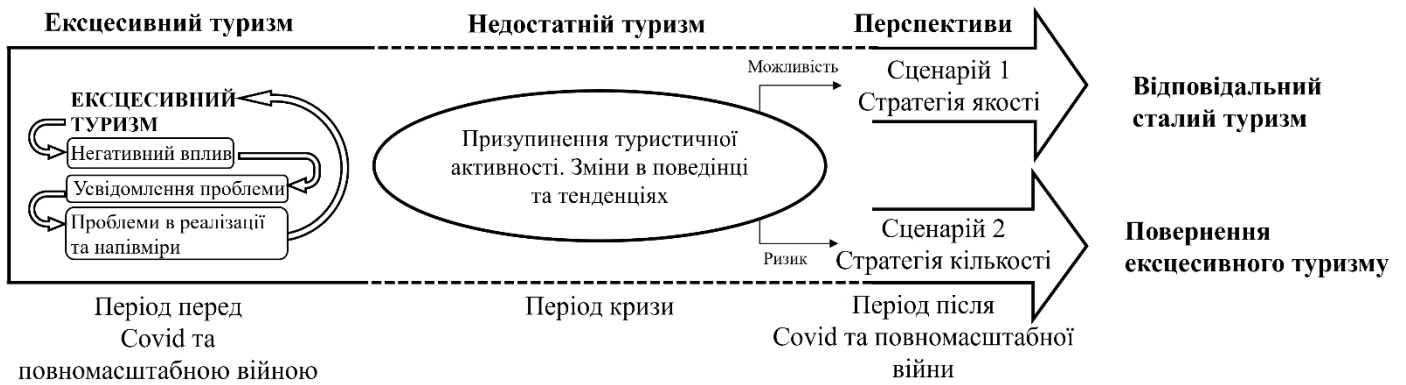 Ексцесивний туризм
Недостатній туризм
Перспективи
ЕКСЦЕСИВНИЙ
ТУРИЗМ
Негативний вплив
Усвідомлення проблеми
Проблеми в реалізації
та напівміри
Призупинення туристичної
активності. Зміни в поведінці
та тенденціях
Можливість
Ризик
Сценарій 1
Стратегія якості
Сценарій 2
Стратегія кількості
Відповідальний
сталий туризм
Повернення
ексцесивного туризму
Період перед
Covid та
повномасштабною війною
Період кризи
Період після
Covid та повномасштабної
війни